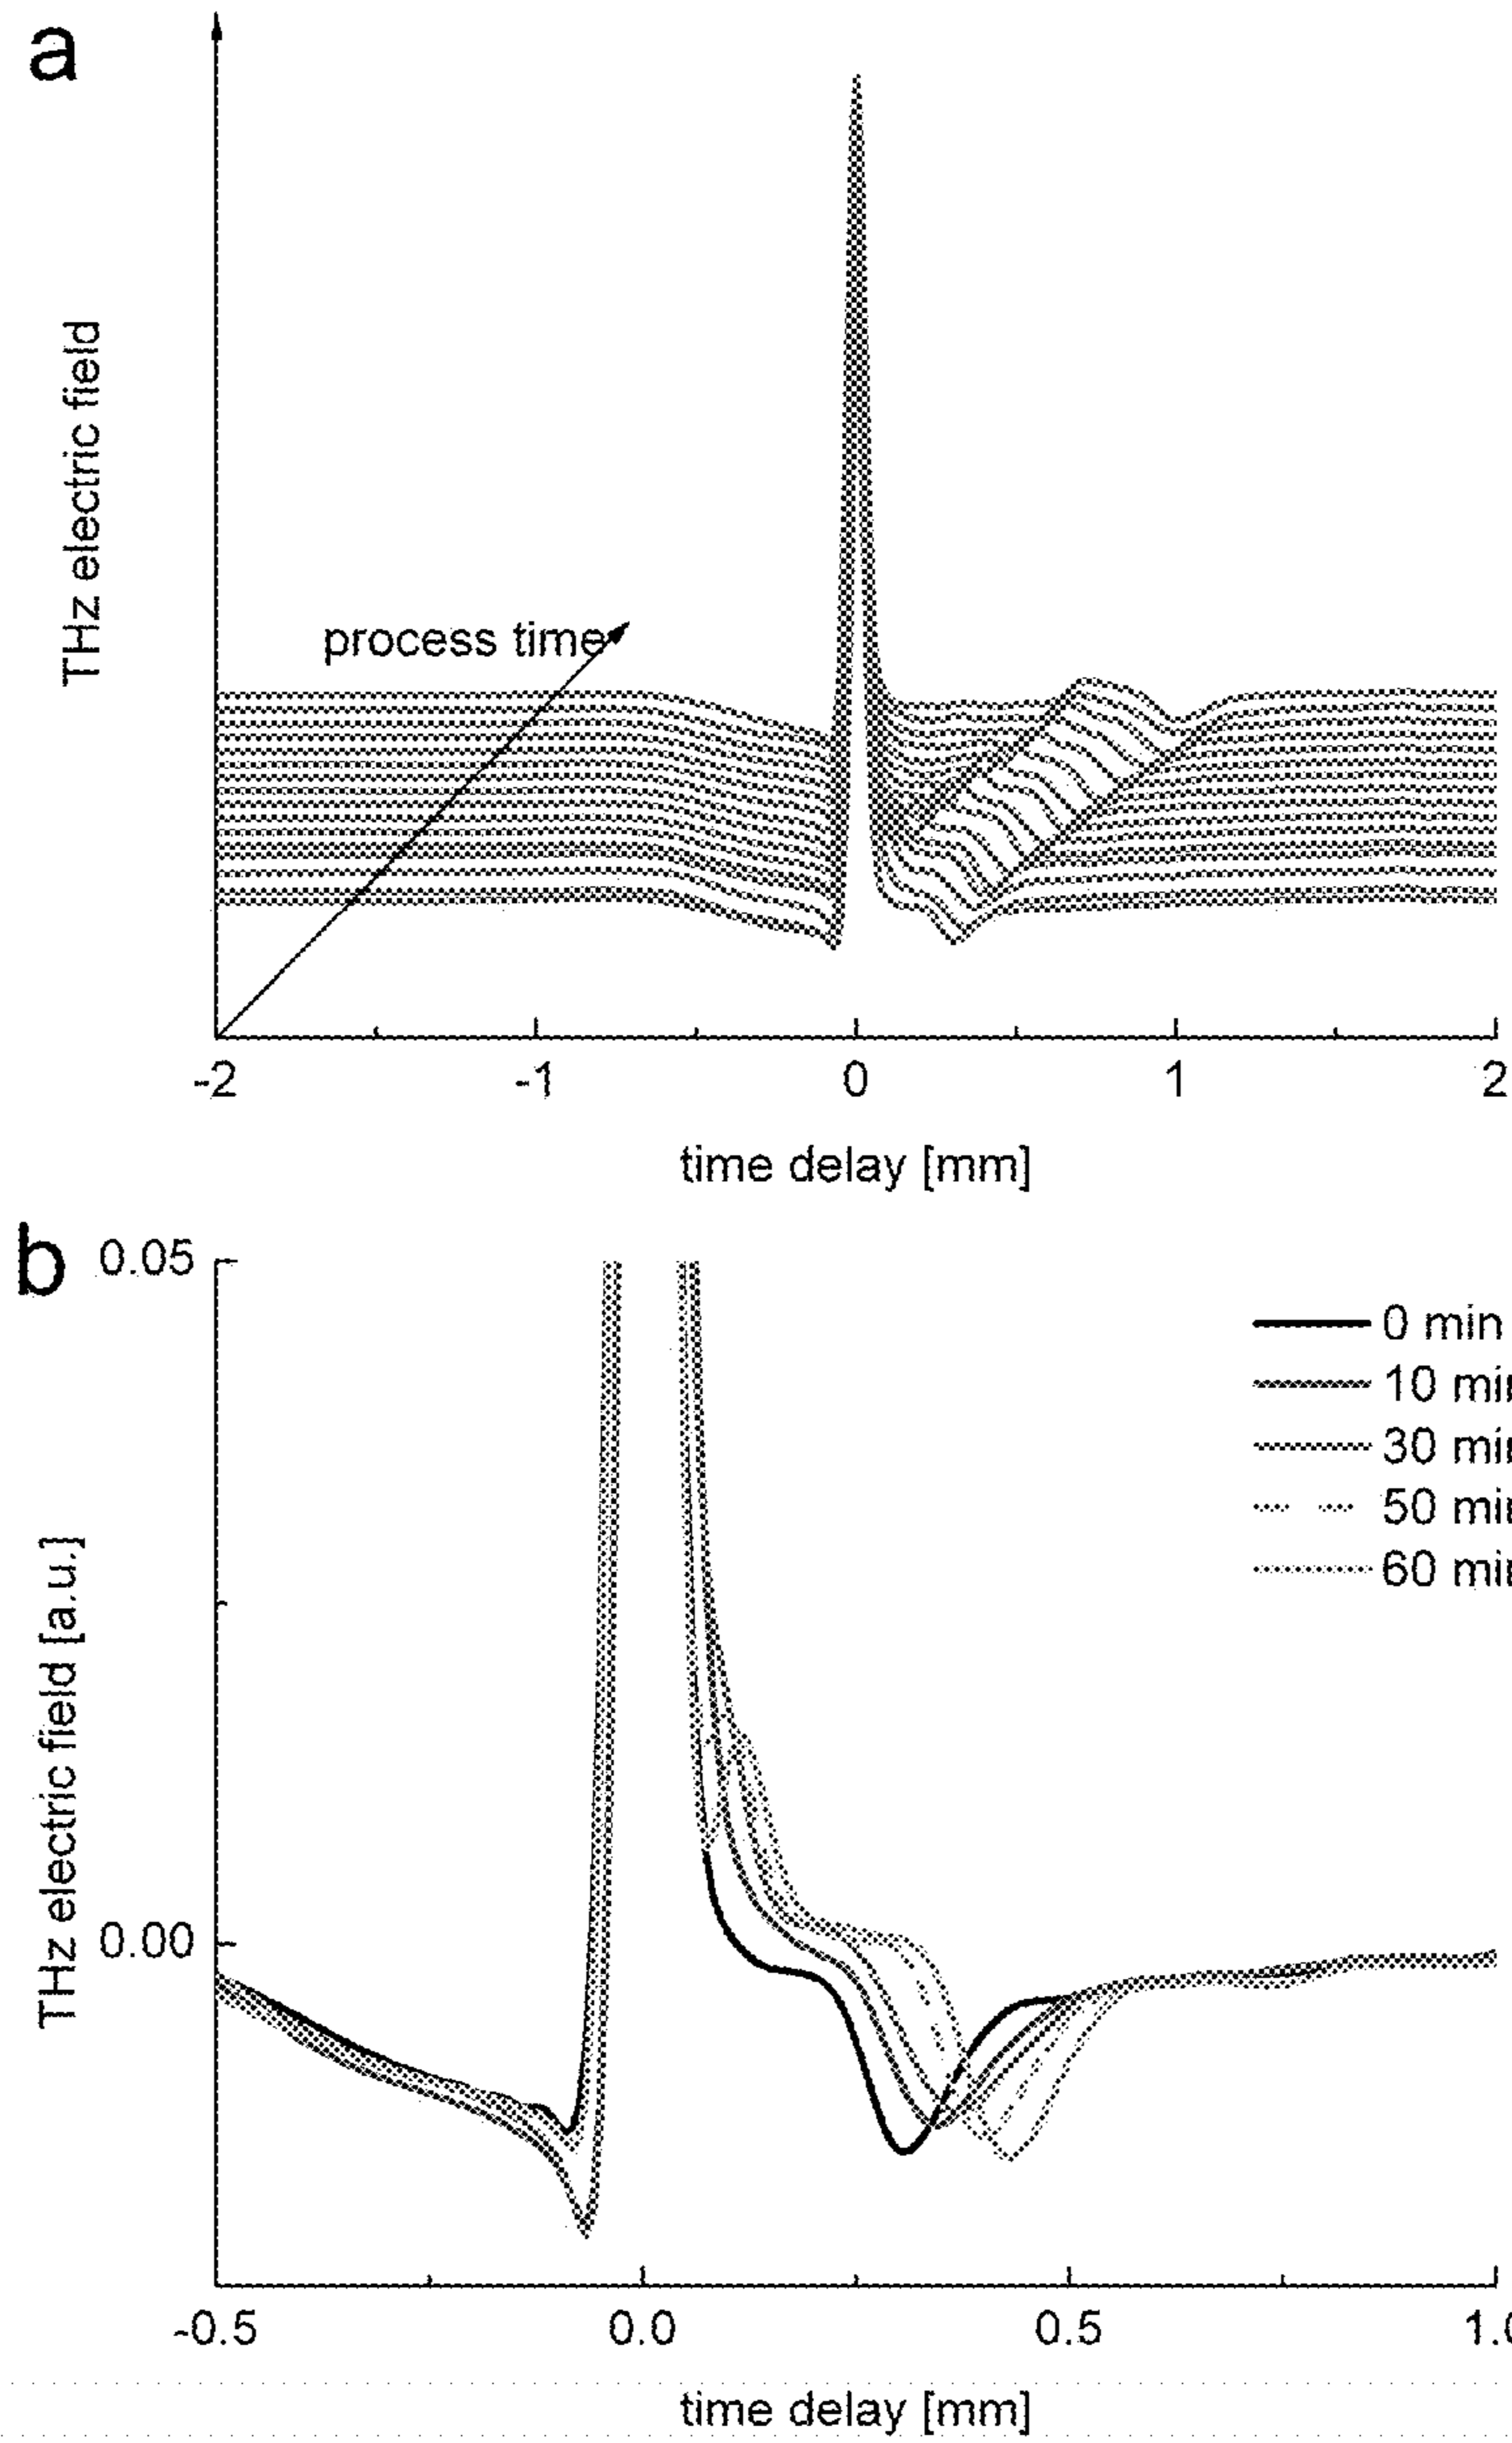 a
THz electric field
process time
-2 -1 0 1 2
time delay [mm]
b
0.05
0 min
10 min
30 min
50 min
60 min
THz electric field [a.u.]
0.00
-0.5 0.0 0.5 1.0
time delay [mm]